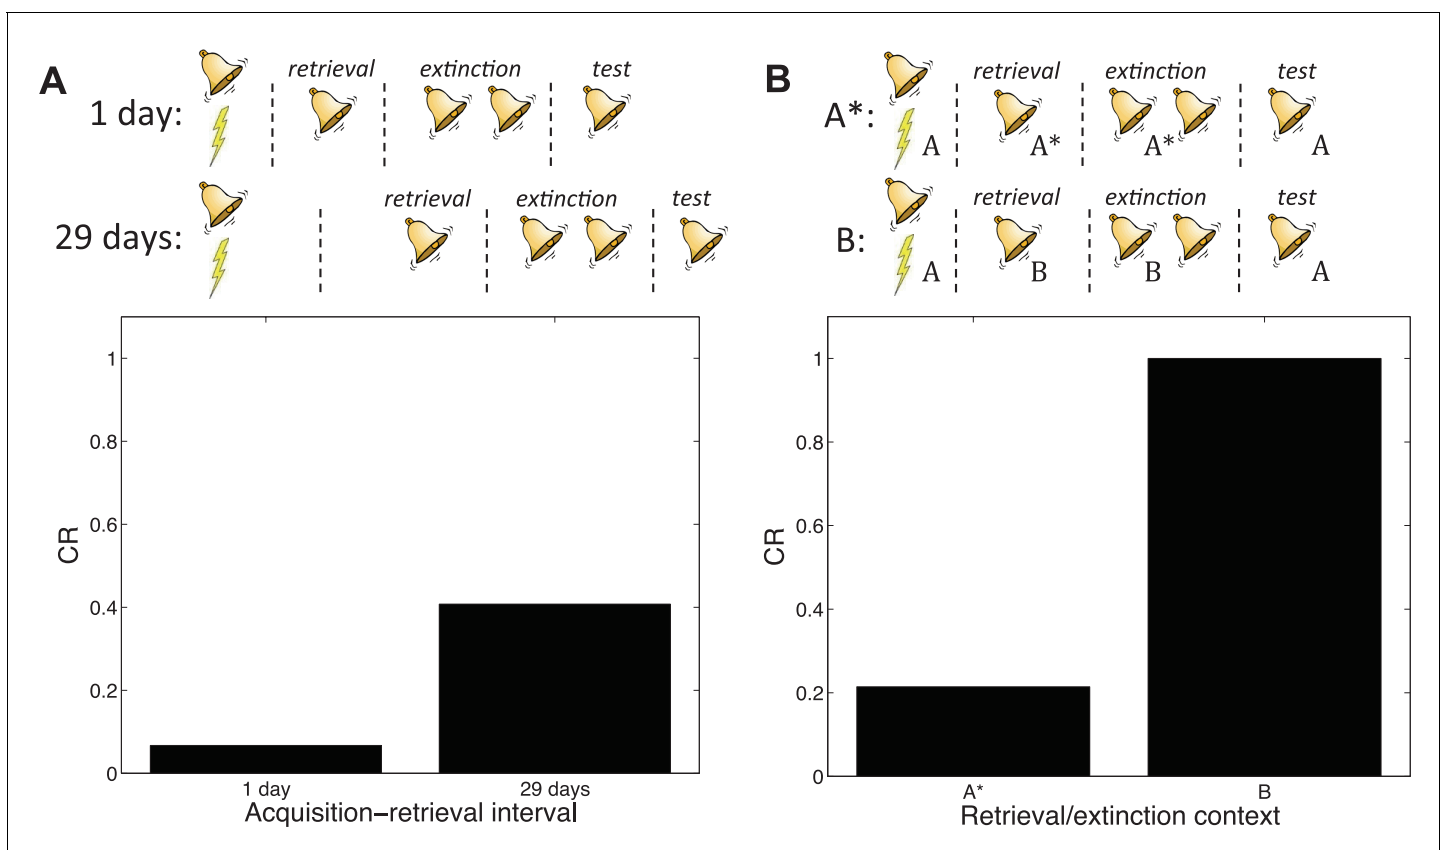 A
retrieval extinction test
1 day:
retrieval extinction test
29 days:
1
0.8
0.6
0.4
0.2
0
CR
1 day 29 days
Acquisition−retrieval interval
B
retrieval extinction test
A*:
A A* A* A
retrieval extinction test
B:
A B B A
1
0.8
0.6
0.4
0.2
0
CR
A* B
Retrieval/extinction context